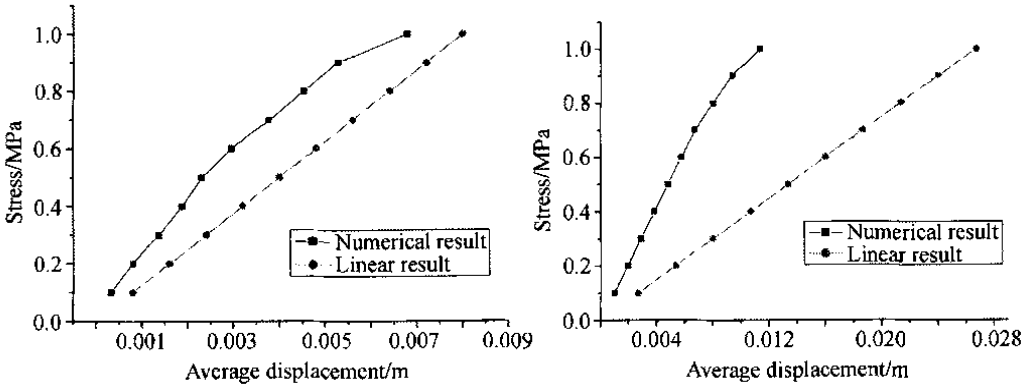 1.0
0.8
0.6
0.4
0.2
0.0
Stress/MPa
Numerical result
Linear result
0.001 0.003 0.005 0.007 0.009
Average displacement/m
1.0
0.8
0.6
0.4
0.2
0.0
Stress/MPa
Numerical result
Linear result
0.004 0.012 0.020 0.028
Average displacement/m